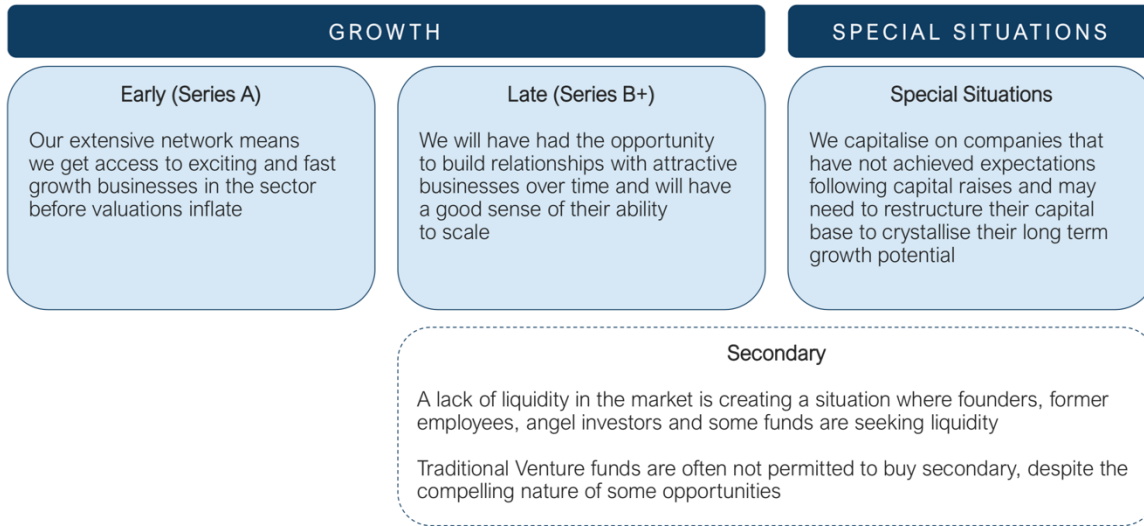 GROWTH
SPECIAL SITUATIONS
Early (Series A)
Our extensive network means
we get access to exciting and fast
growth businesses in the sector
before valuations inflate
Late (Series B+)
We will have had the opportunity
to build relationships with attractive
businesses over time and will have
a good sense of their ability
to scale
Special Situations
We capitalise on companies that
have not achieved expectations
following capital raises and may
need to restructure their capital
base to crystallise their long term
growth potential
Secondary
A lack of liquidity in the market is creating a situation where founders, former
employees, angel investors and some funds are seeking liquidity
Traditional Venture funds are often not permitted to buy secondary, despite the
compelling nature of some opportunities